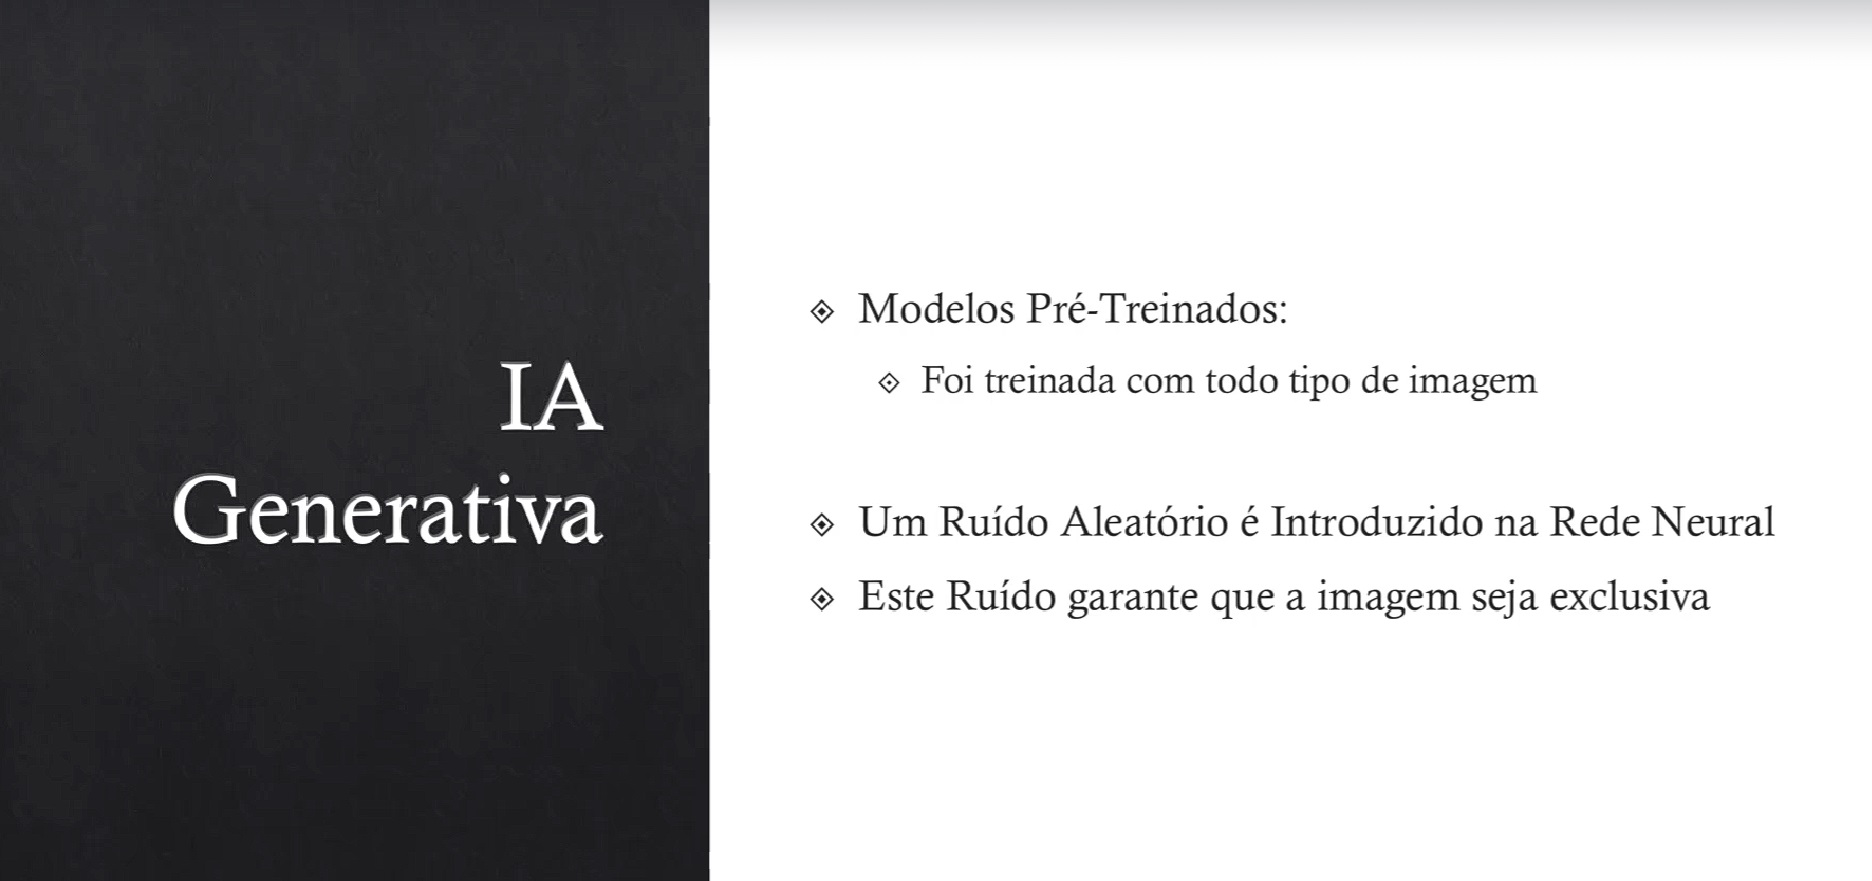 IA
Generativa
Modelos Pré-Treinados:
Foi treinada com todo tipo de imagem
Um Ruído Aleatório é Introduzido na Rede Neural
Este Ruído garante que a imagem seja exclusiva